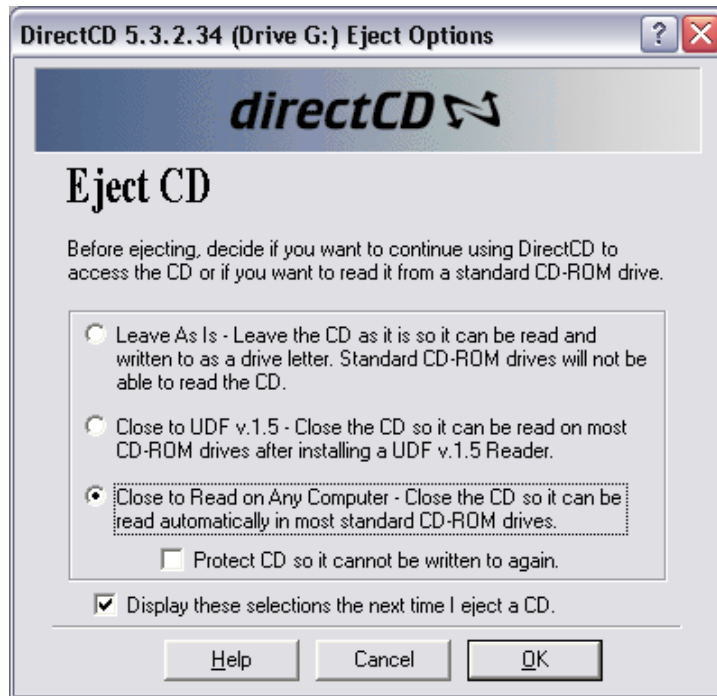 DirectCD 5.3.2.34 (Drive G:) Eject Options
directCD
Eject CD
Before ejecting, decide if you want to continue using DirectCD to
access the CD or if you want to read it from a standard CD-ROM drive.
Leave As Is - Leave the CD as it is so it can be read and
written to as a drive letter. Standard CD-ROM drives will not be
able to read the CD.
Close to UDF v.1.5 - Close the CD so it can be read on most
CD-ROM drives after installing a UDF v.1.5 Reader.
Close to Read on Any Computer - Close the CD so it can be
read automatically in most standard CD-ROM drives.
Protect CD so it cannot be written to again.
Display these selections the next time I eject a CD.
Help Cancel OK